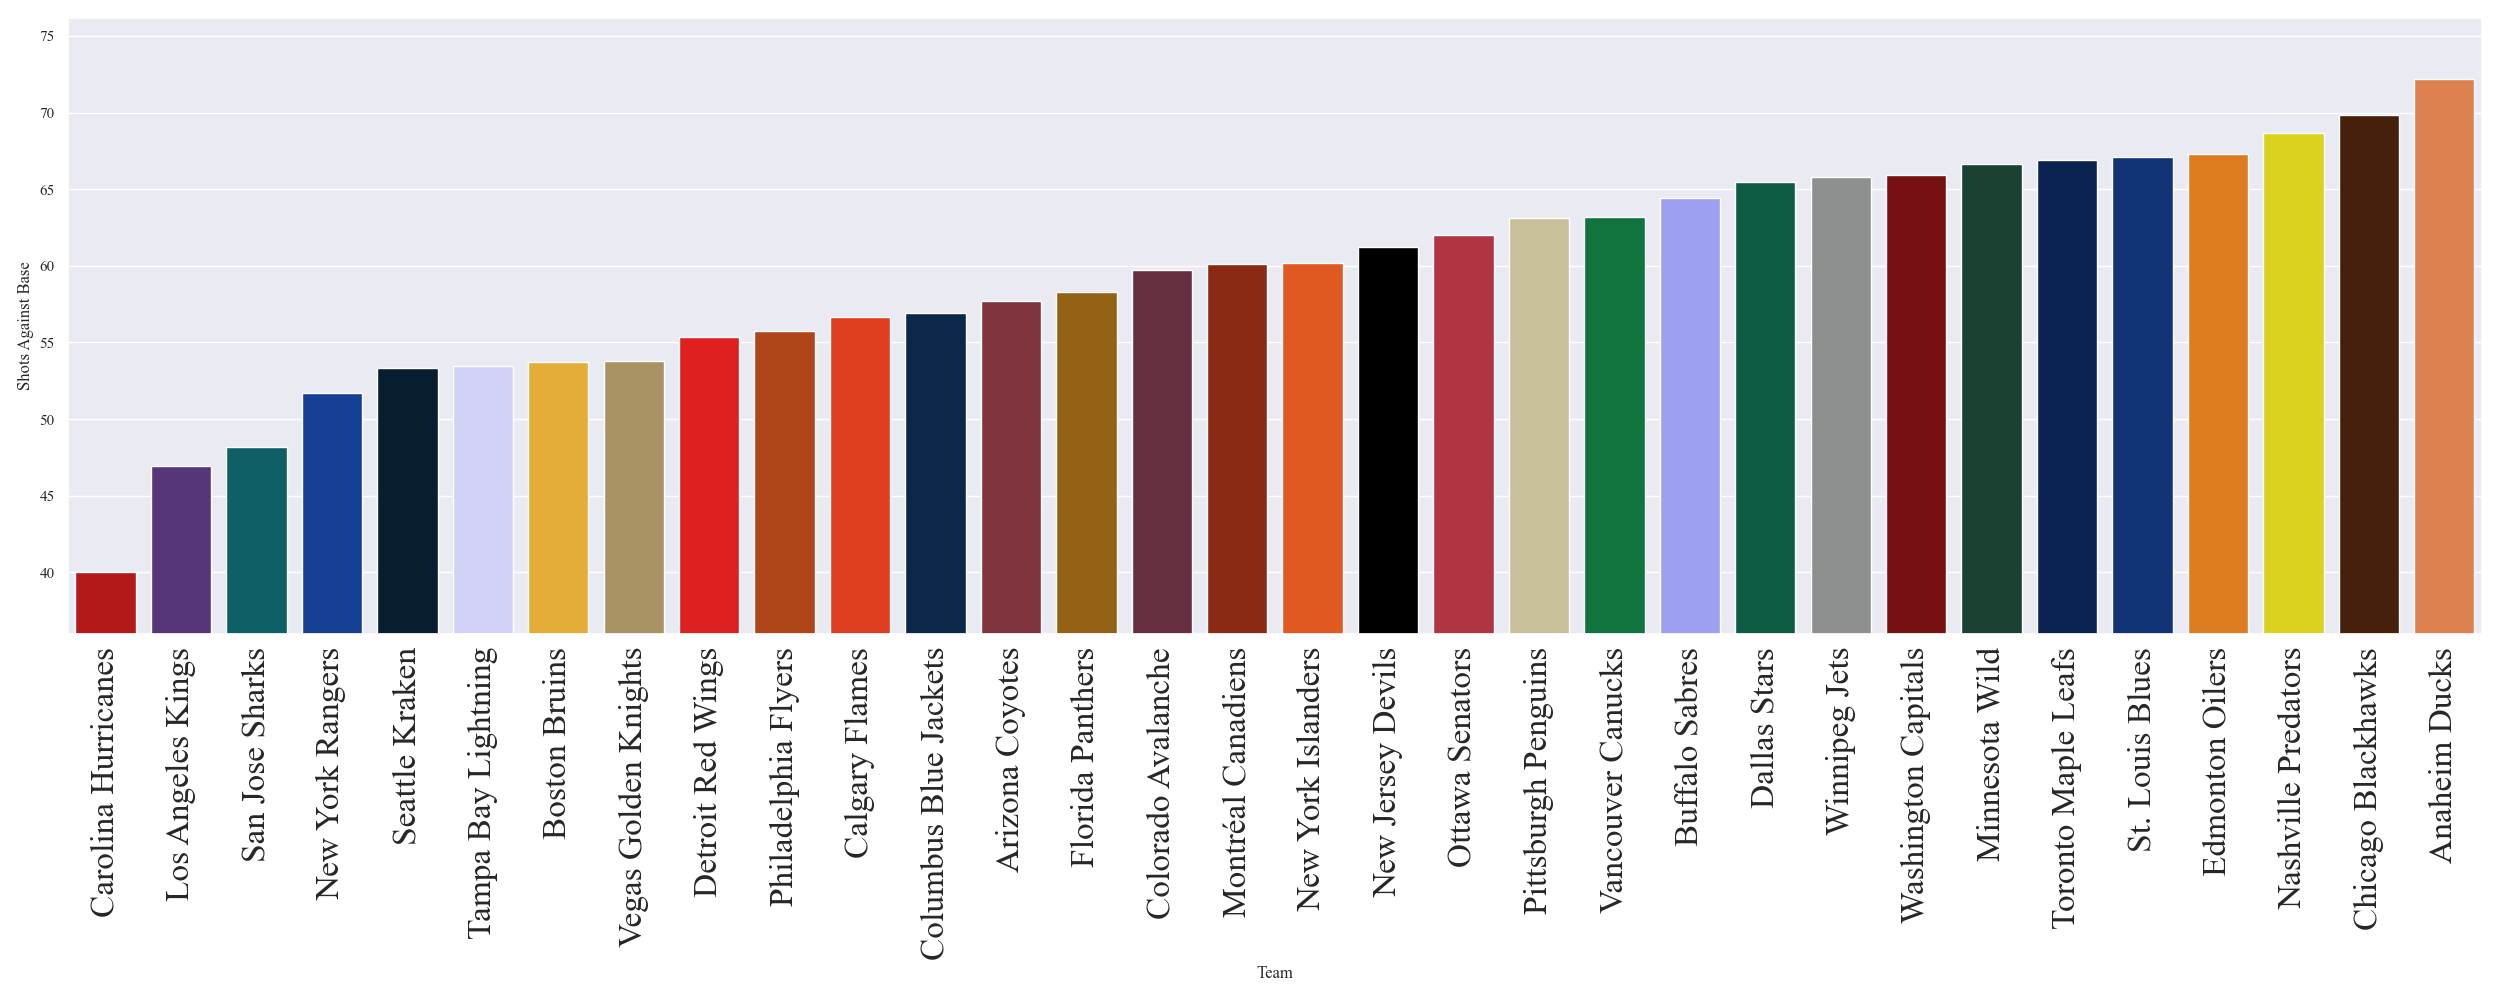 75
70
65
60
55
50
45
40
Shots Against Base
Carolina Hurricanes
Los Angeles Kings
San Jose Sharks
New York Rangers
Seattle Kraken
Tampa Bay Lightning
Boston Bruins
Vegas Golden Knights
Detroit Red Wings
Philadelphia Flyers
Calgary Flames
Columbus Blue Jackets
Arizona Coyotes
Florida Panthers
Colorado Avalanche
Montréal Canadiens
New York Islanders
New Jersey Devils
Ottawa Senators
Pittsburgh Penguins
Vancouver Canucks
Buffalo Sabres
Dallas Stars
Winnipeg Jets
Washington Capitals
Minnesota Wild
Toronto Maple Leafs
St. Louis Blues
Edmonton Oilers
Nashville Predators
Chicago Blackhawks
Anaheim Ducks
Team